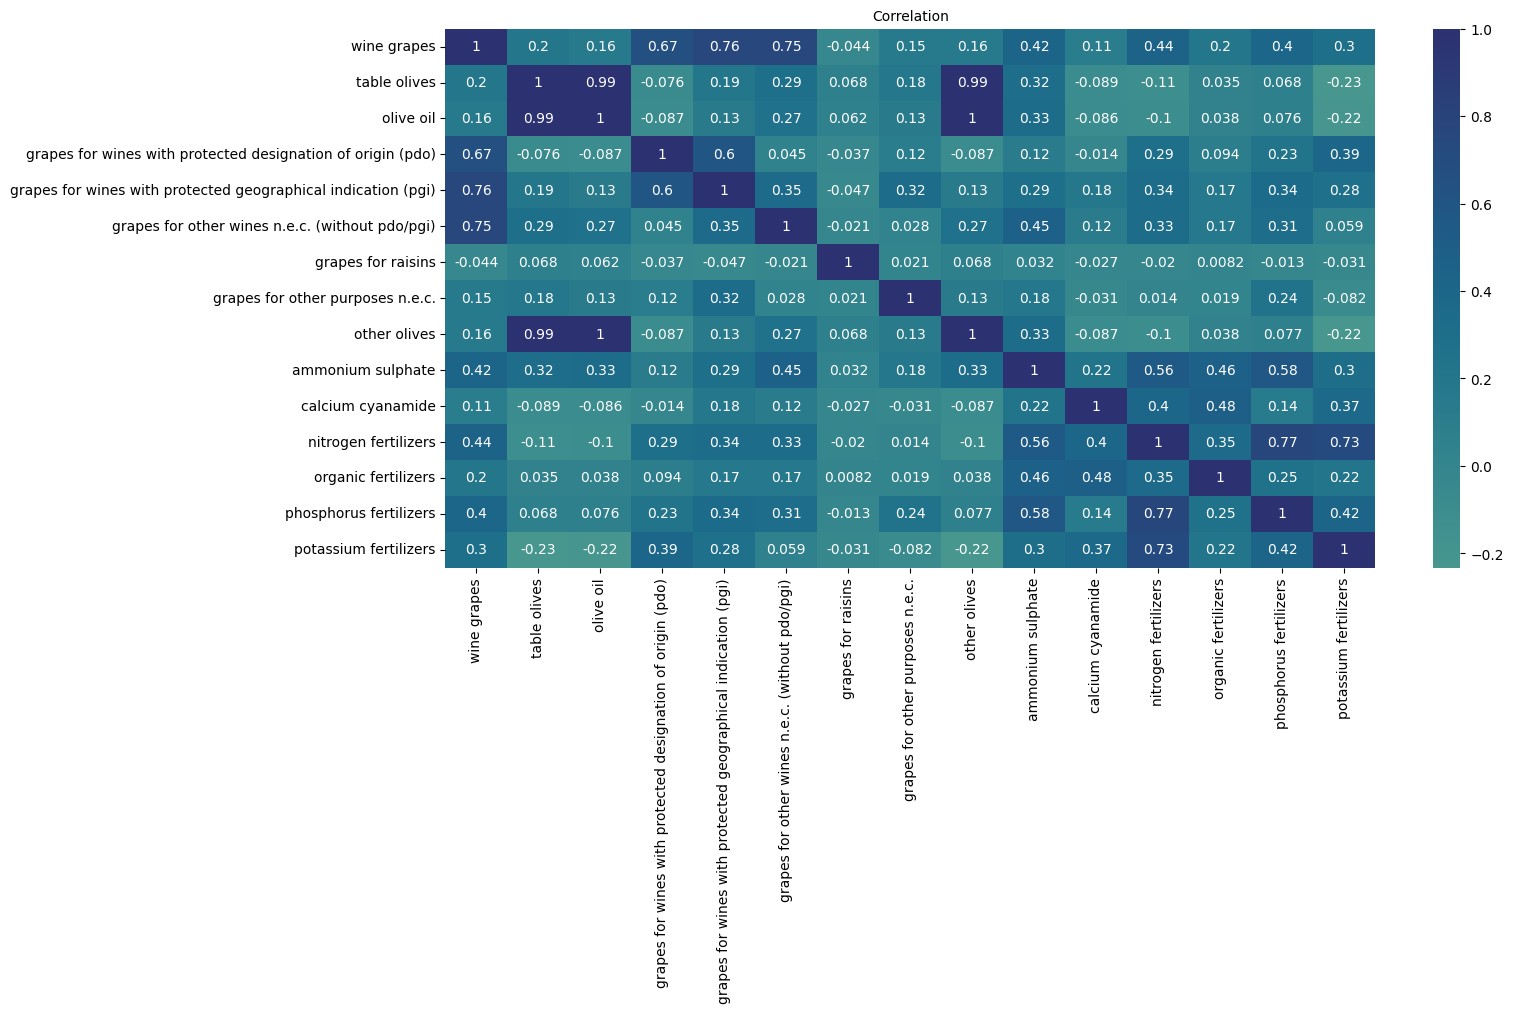 Correlation
wine grapes 1 0.2 0.16 0.67 0.76 0.75 -0.044 0.15 0.16 0.42 0.11 0.44 0.2 0.4 0.3
table olives 0.2 1 0.99 -0.076 0.19 0.29 0.068 0.18 0.99 0.32 -0.089 -0.11 0.035 0.068 -0.23
olive oil 0.16 0.99 1 -0.087 0.13 0.27 0.062 0.13 1 0.33 -0.086 -0.1 0.038 0.076 -0.22
grapes for wines with protected designation of origin (pdo) 0.67 -0.076 -0.087 1 0.6 0.045 -0.037 0.12 -0.087 0.12 -0.014 0.29 0.094 0.23 0.39
grapes for wines with protected geographical indication (pgi) 0.76 0.19 0.13 0.6 1 0.35 -0.047 0.32 0.13 0.29 0.18 0.34 0.17 0.34 0.28
grapes for other wines n.e.c. (without pdo/pgi) 0.75 0.29 0.27 0.045 0.35 1 -0.021 0.028 0.27 0.45 0.12 0.33 0.17 0.31 0.059
grapes for raisins -0.044 0.068 0.062 -0.037 -0.047 -0.021 1 0.021 0.068 0.032 -0.027 -0.02 0.0082 -0.013 -0.031
grapes for other purposes n.e.c. 0.15 0.18 0.13 0.12 0.32 0.028 0.021 1 0.13 0.18 -0.031 0.014 0.019 0.24 -0.082
other olives 0.16 0.99 1 -0.087 0.13 0.27 0.068 0.13 1 0.33 -0.087 -0.1 0.038 0.077 -0.22
ammonium sulphate 0.42 0.32 0.33 0.12 0.29 0.45 0.032 0.18 0.33 1 0.22 0.56 0.46 0.58 0.3
calcium cyanamide 0.11 -0.089 -0.086 -0.014 0.18 0.12 -0.027 -0.031 -0.087 0.22 1 0.4 0.48 0.14 0.37
nitrogen fertilizers 0.44 -0.11 -0.1 0.29 0.34 0.33 -0.02 0.014 -0.1 0.56 0.4 1 0.35 0.77 0.73
organic fertilizers 0.2 0.035 0.038 0.094 0.17 0.17 0.0082 0.019 0.038 0.46 0.48 0.35 1 0.25 0.22
phosphorus fertilizers 0.4 0.068 0.076 0.23 0.34 0.31 -0.013 0.24 0.077 0.58 0.14 0.77 0.25 1 0.42
potassium fertilizers 0.3 -0.23 -0.22 0.39 0.28 0.059 -0.031 -0.082 -0.22 0.3 0.37 0.73 0.22 0.42 1
wine grapes
table olives
olive oil
grapes for wines with protected designation of origin (pdo)
grapes for wines with protected geographical indication (pgi)
grapes for other wines n.e.c. (without pdo/pgi)
grapes for raisins
grapes for other purposes n.e.c.
other olives
ammonium sulphate
calcium cyanamide
nitrogen fertilizers
organic fertilizers
phosphorus fertilizers
potassium fertilizers
1.0
0.8
0.6
0.4
0.2
0.0
−0.2